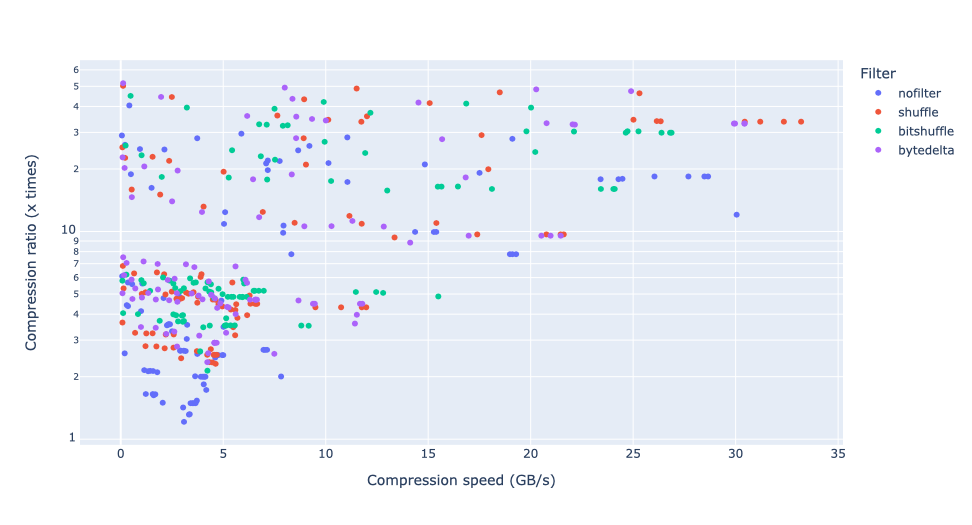 Filter
nofilter
shuffle
bitshuffle
bytedelta
Compression ratio (x times)
6
5
4
3
2
10
9
8
7
6
5
4
3
2
1
0 5 10 15 20 25 30 35
Compression speed (GB/s)